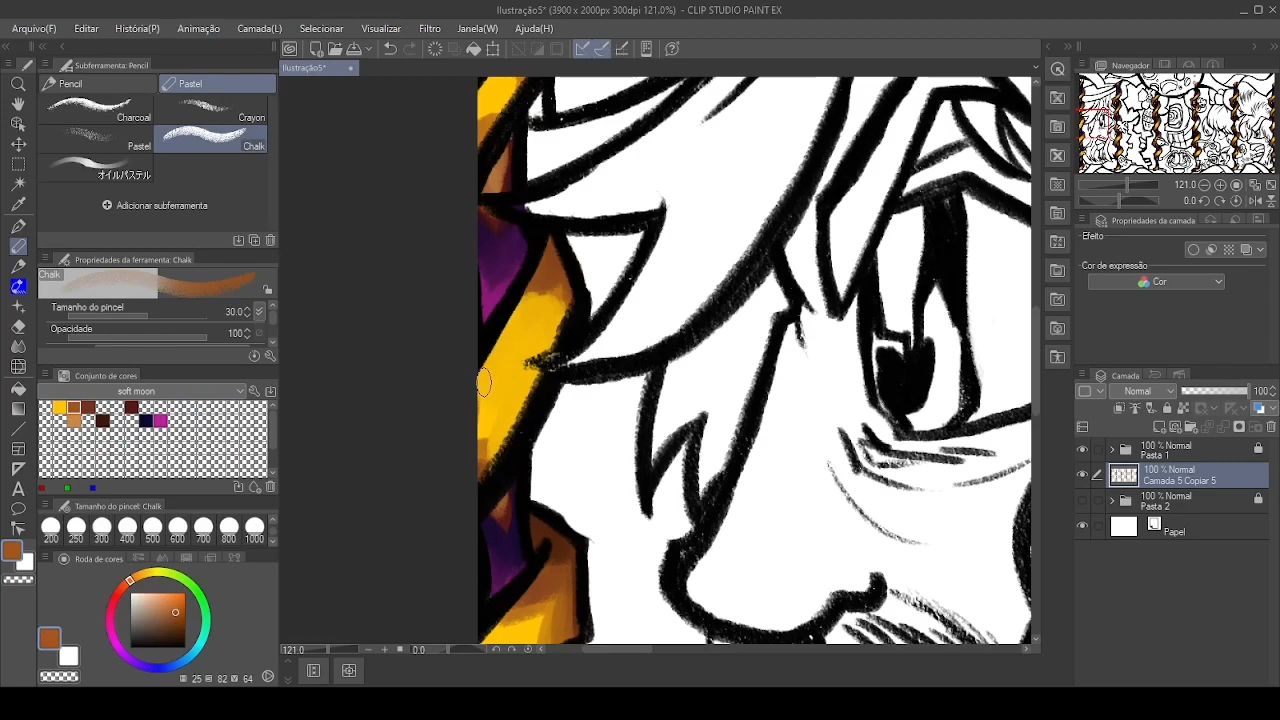 Ilustração5* (3900 x 2000px 300dpi 121.0%) - CLIP STUDIO PAINT EX
Arquivo(F) Editar História(P) Animação Camada(L) Selecionar Visualizar Filtro Janela(W) Ajuda(H)
Subferramenta: Pencil
Ilustração5*
Navegador
Pencil Pastel
Charcoal Crayon
Pastel Chalk
オイルパステル
121.0
0.0
Adicionar subferramenta
Propriedades da camada
Efeito
Propriedades da ferramenta: Chalk
Chalk
Cor de expressão
Cor
Tamanho do pincel
30.0
Opacidade
100
Conjunto de cores
Camada
soft moon
Normal 100
100 % Normal
Pasta 1
100 % Normal
Camada 5 Copiar 5
100 % Normal
Pasta 2
Papel
Tamanho do pincel: Chalk
200 250 300 400 500 600 700 800 1000
Roda de cores
121.0 0.0
25 82 64